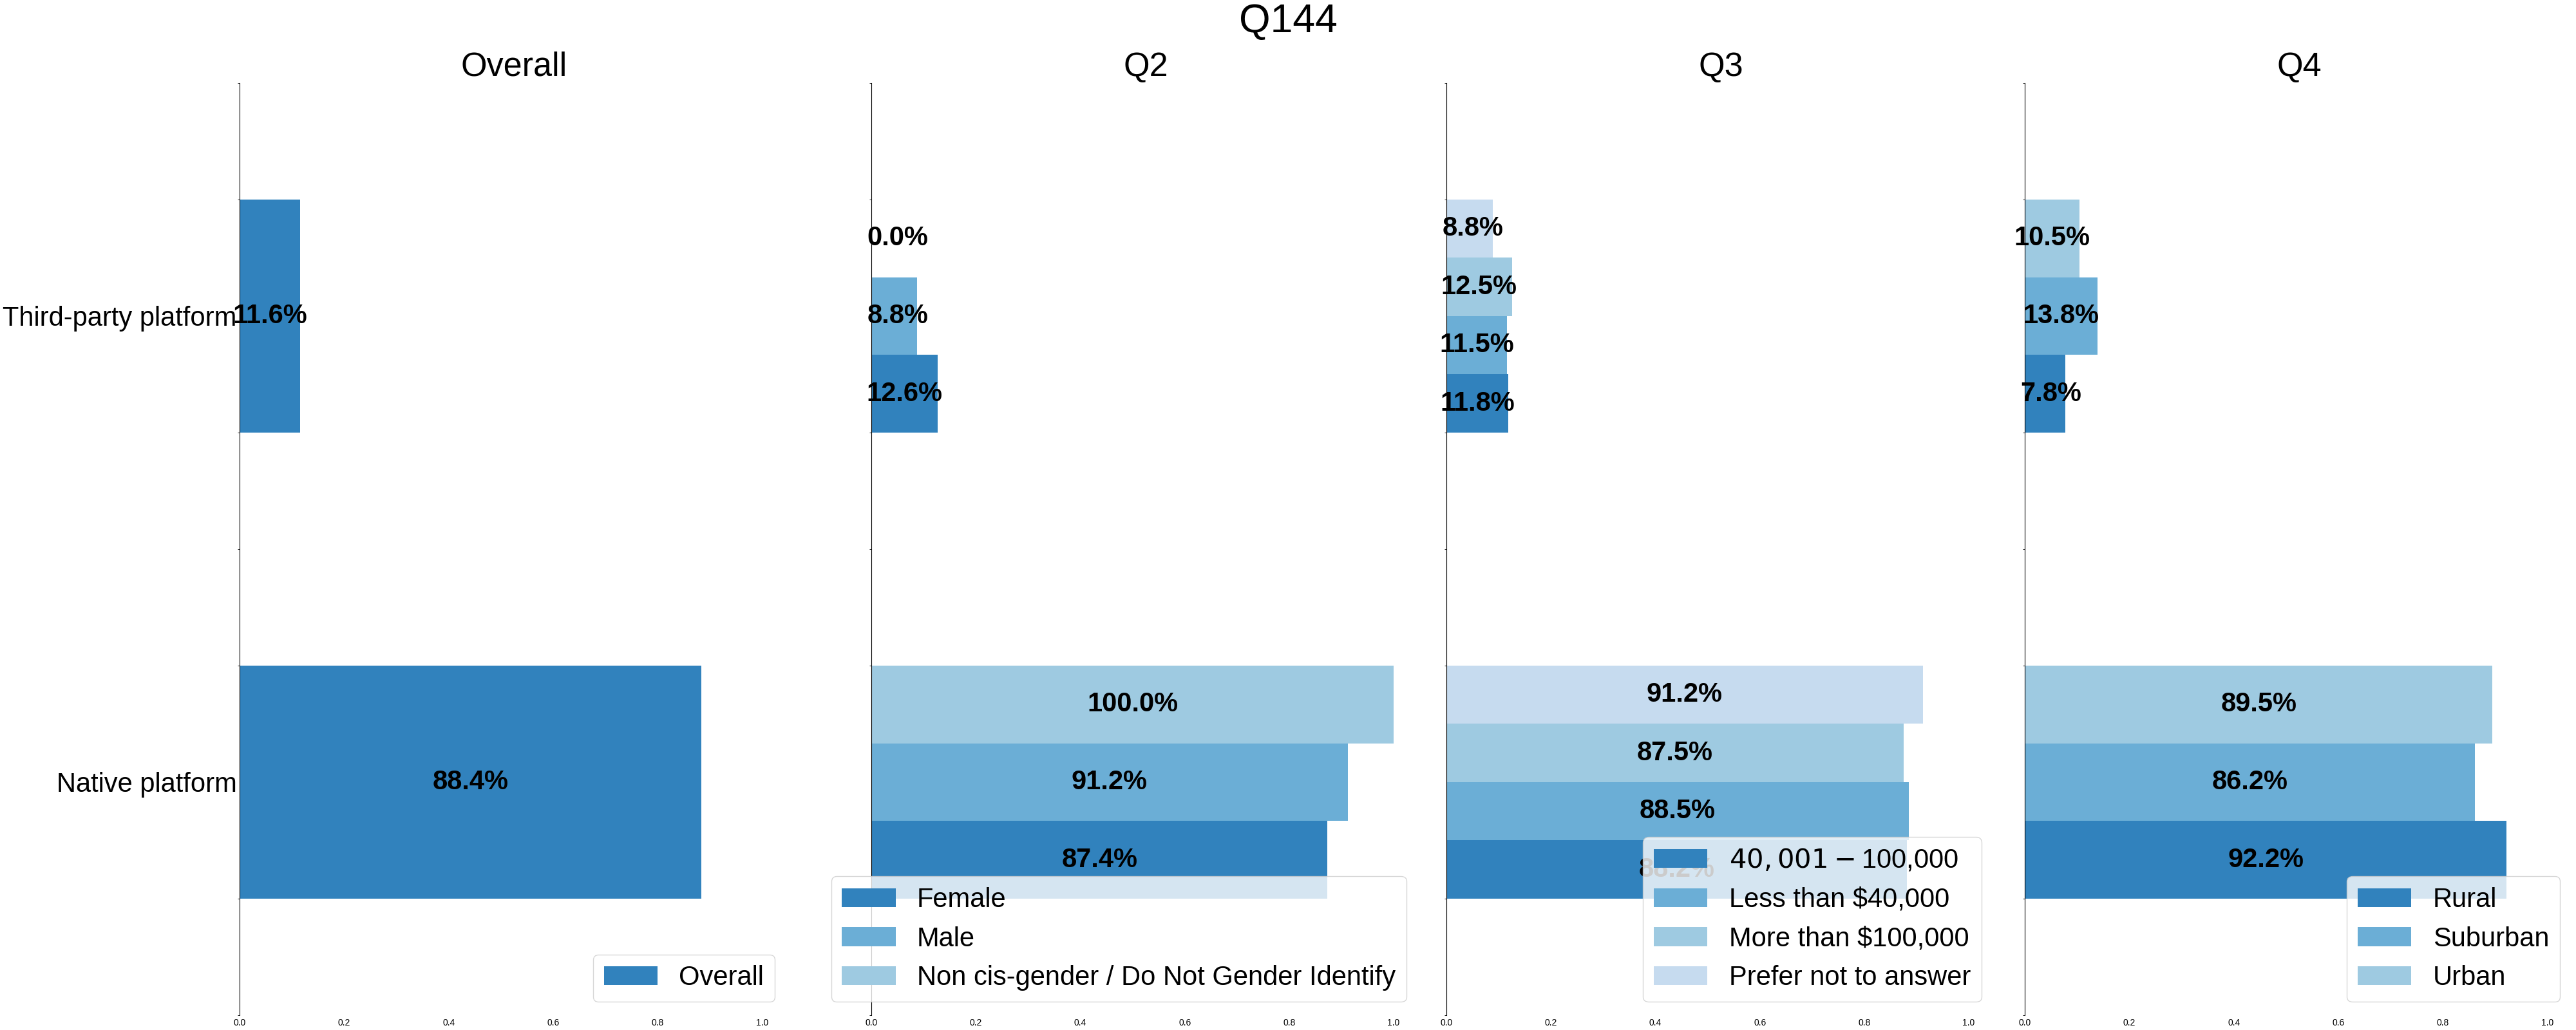 Q144
Overall
Q2
Q3
Q4
Third-party platform
Native platform
11.6%
88.4%
Overall
0.0 0.2 0.4 0.6 0.8 1.0
0.0%
8.8%
12.6%
100.0%
91.2%
87.4%
Female
Male
Non cis-gender / Do Not Gender Identify
0.0 0.2 0.4 0.6 0.8 1.0
8.8%
12.5%
11.5%
11.8%
91.2%
87.5%
88.5%
88.2%
40,001 − 100,000
Less than $40,000
More than $100,000
Prefer not to answer
0.0 0.2 0.4 0.6 0.8 1.0
10.5%
13.8%
7.8%
89.5%
86.2%
92.2%
Rural
Suburban
Urban
0.0 0.2 0.4 0.6 0.8 1.0